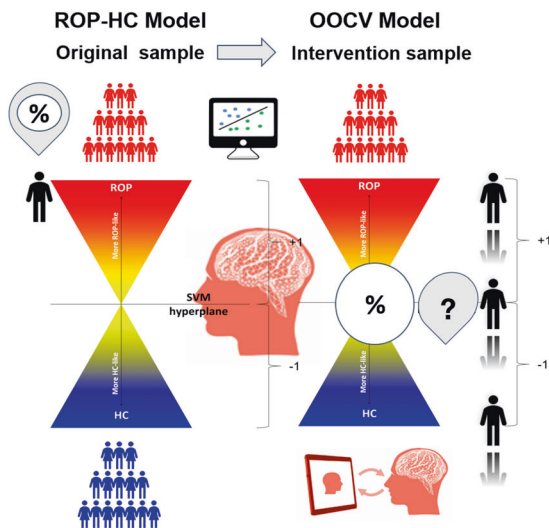 ROP-HC Model
Original sample
OOCV Model
Intervention sample
%
ROP
More ROP-like
SVM
hyperplane
More HC-like
HC
+1
-1
ROP
More ROP-like
%
?
More HC-like
HC
+1
-1